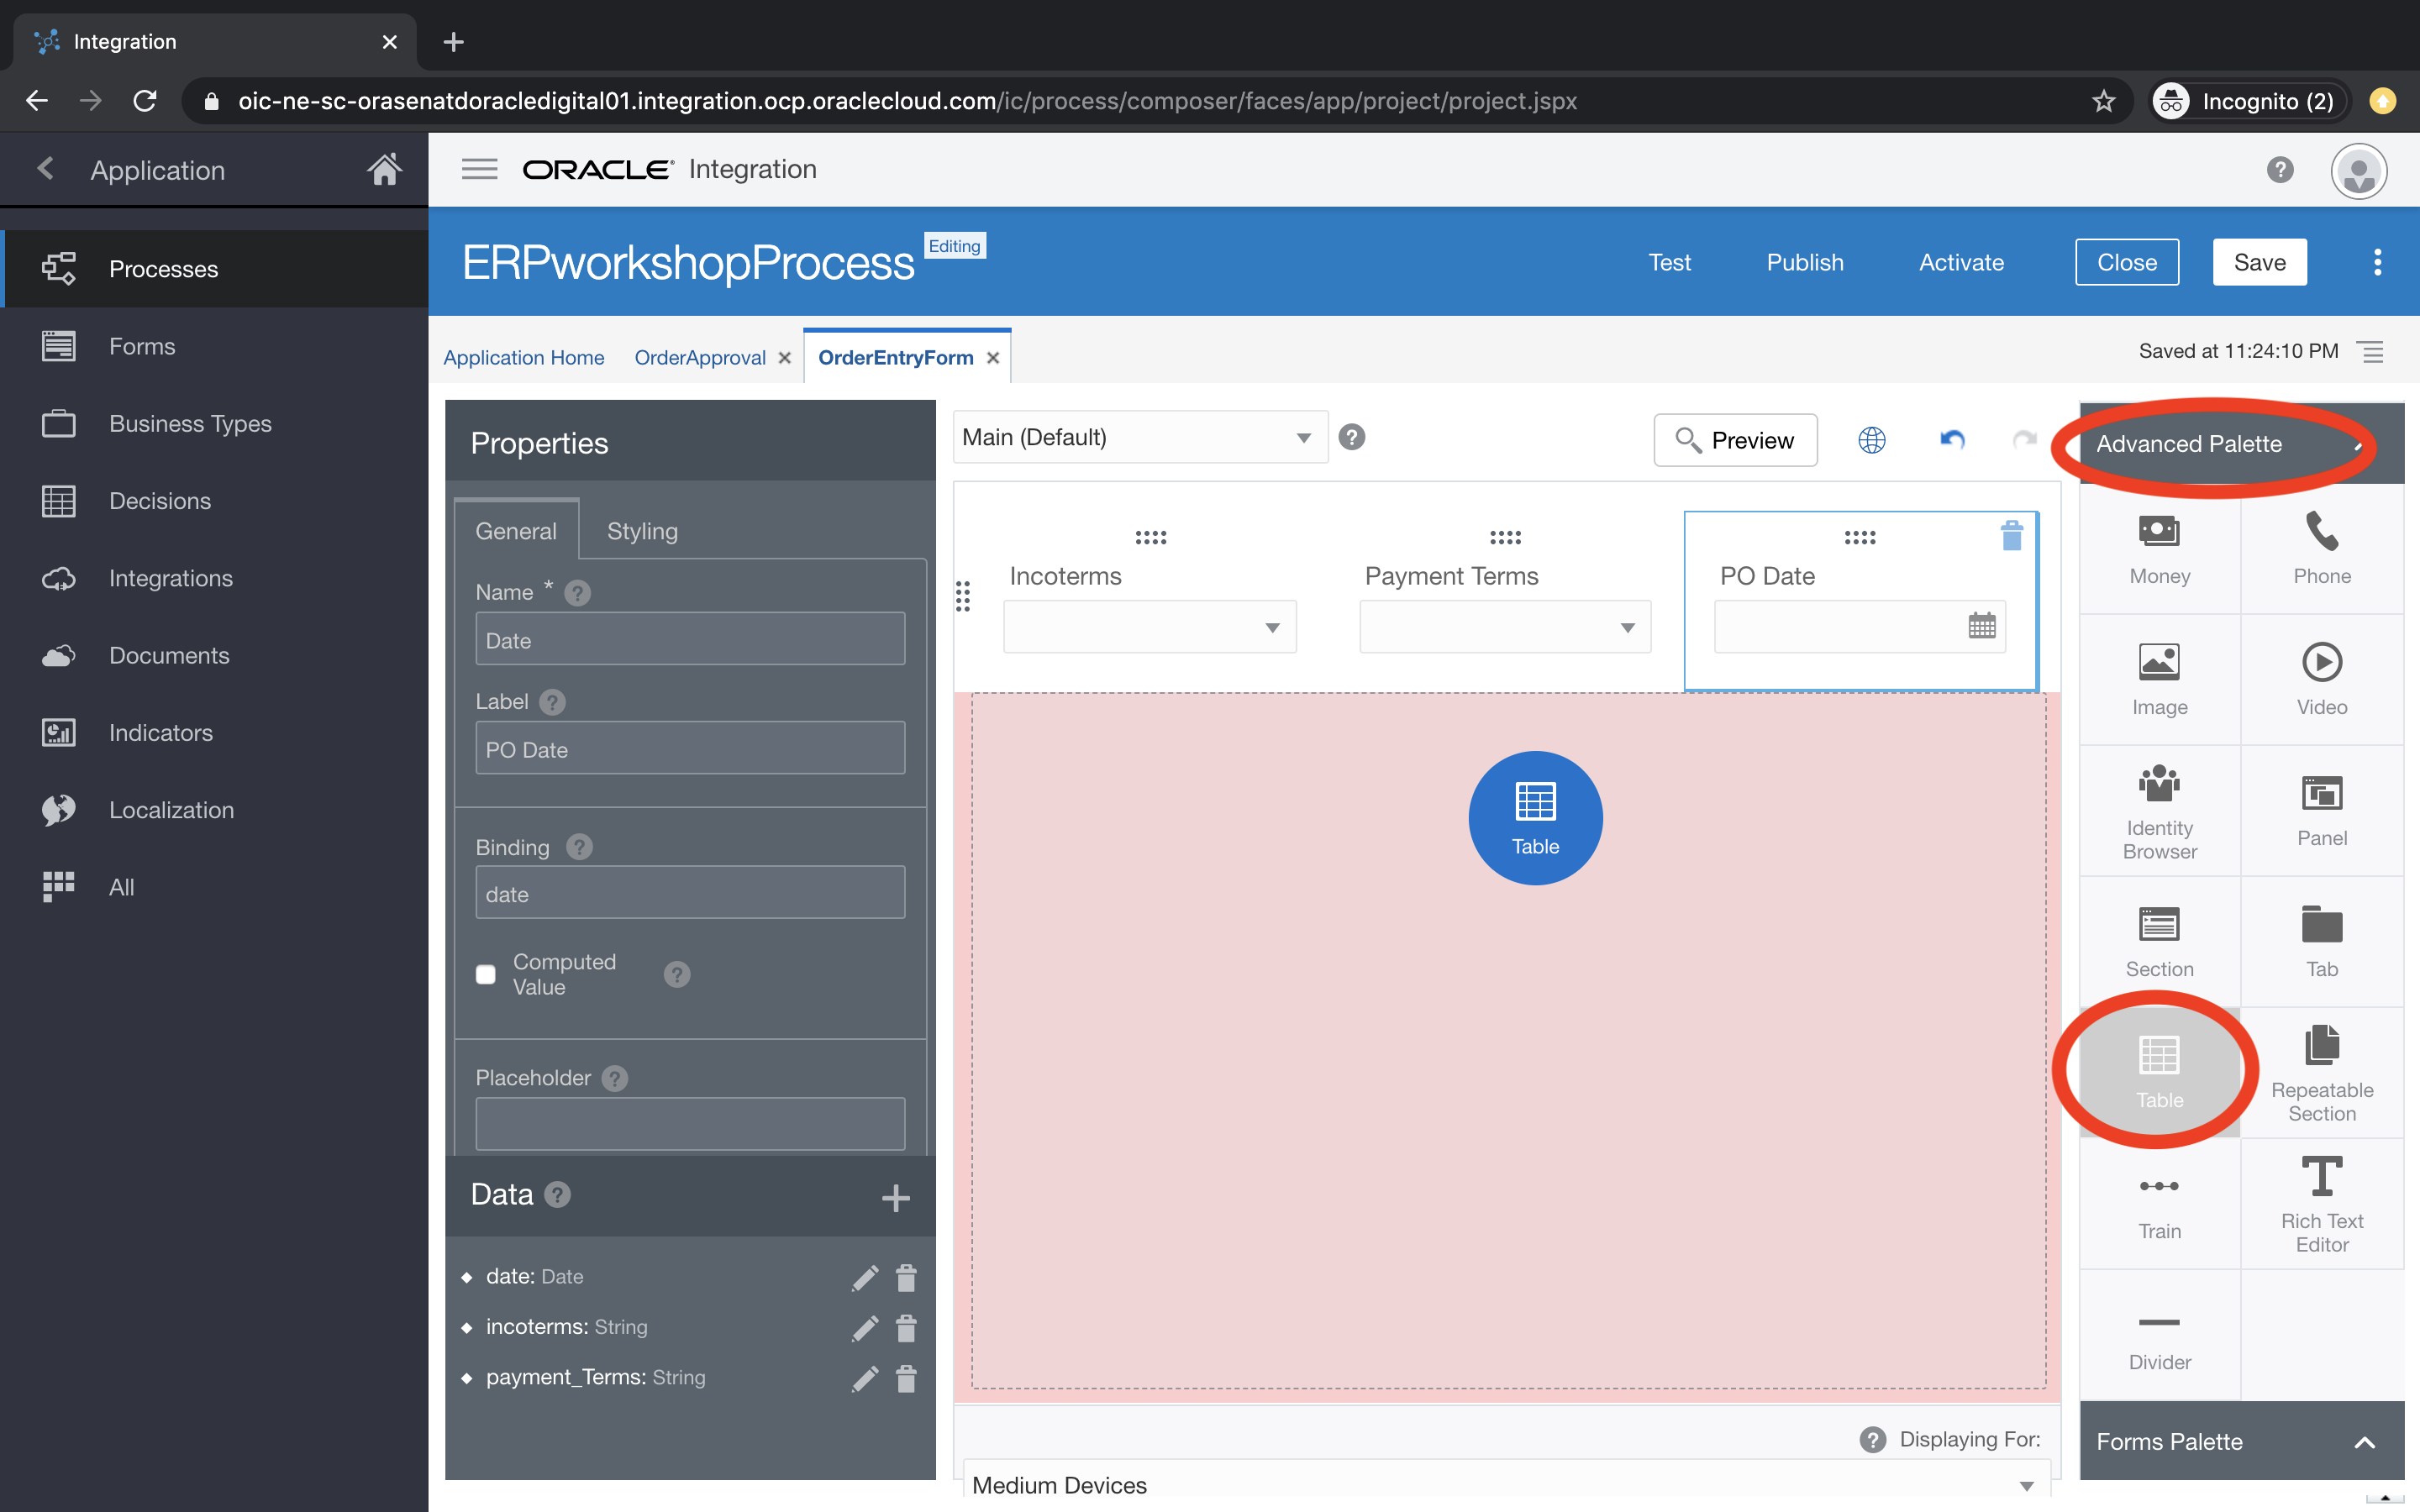 Integration
oic-ne-sc-orasenatdoracledigital01.integration.ocp.oraclecloud.com/ic/process/composer/faces/app/project/project.jspx
Incognito (2)
Application
ORACLE Integration
Processes
Forms
Business Types
Decisions
Integrations
Documents
Indicators
Localization
All
ERPworkshopProcess
Editing
Test
Publish
Activate
Close
Save
Application Home
OrderApproval
OrderEntryForm
Saved at 11:24:10 PM
Properties
General
Styling
Name *
Date
Label
PO Date
Binding
date
Computed
Value
Placeholder
Data
date: Date
incoterms: String
payment_Terms: String
Main (Default)
Preview
Incoterms
Payment Terms
PO Date
Table
Displaying For:
Medium Devices
Advanced Palette
Money
Phone
Image
Video
Identity
Browser
Panel
Section
Tab
Table
Repeatable
Section
Train
Rich Text
Editor
Divider
Forms Palette